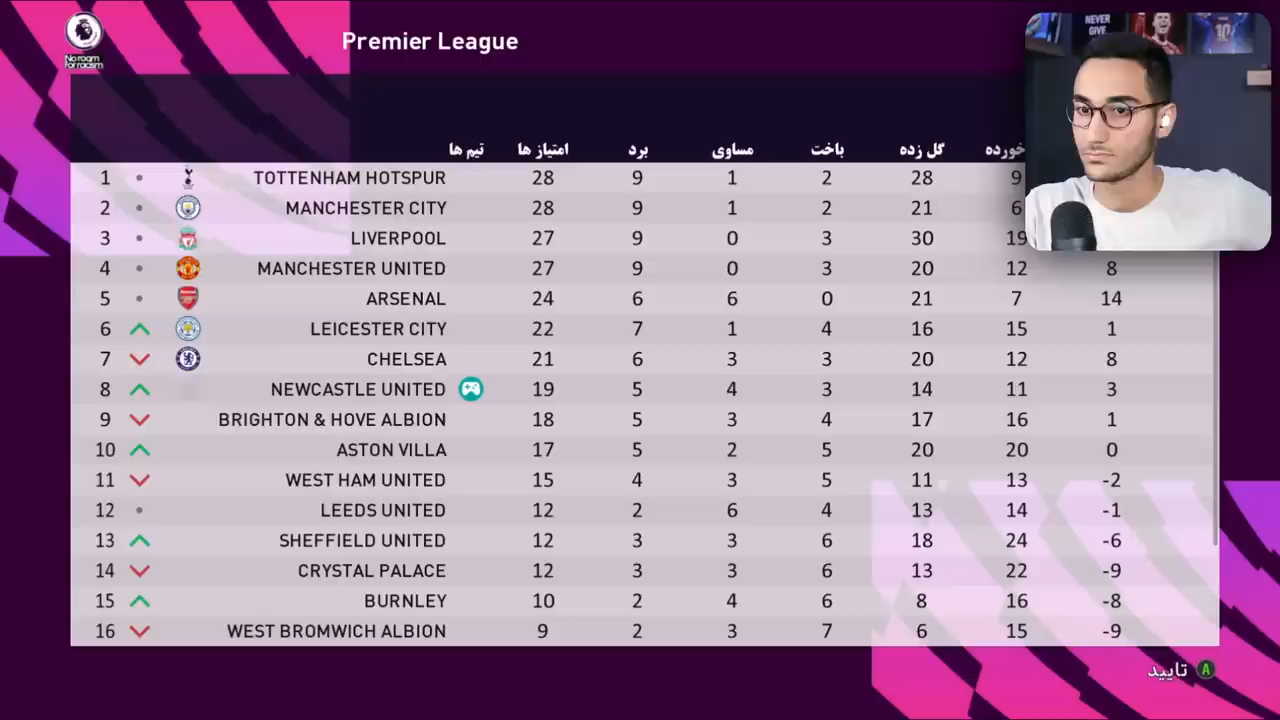 Premier League
No room
For racism
NEVER
GIVE
10
تیم ها امتیاز ها برد مساوی باخت گل زده خورده
1 TOTTENHAM HOTSPUR 28 9 1 2 28 9
2 MANCHESTER CITY 28 9 1 2 21 6
3 LIVERPOOL 27 9 0 3 30 19
4 MANCHESTER UNITED 27 9 0 3 20 12 8
5 ARSENAL 24 6 6 0 21 7 14
6 LEICESTER CITY 22 7 1 4 16 15 1
7 CHELSEA 21 6 3 3 20 12 8
8 NEWCASTLE UNITED 19 5 4 3 14 11 3
9 BRIGHTON & HOVE ALBION 18 5 3 4 17 16 1
10 ASTON VILLA 17 5 2 5 20 20 0
11 WEST HAM UNITED 15 4 3 5 11 13 -2
12 LEEDS UNITED 12 2 6 4 13 14 -1
13 SHEFFIELD UNITED 12 3 3 6 18 24 -6
14 CRYSTAL PALACE 12 3 3 6 13 22 -9
15 BURNLEY 10 2 4 6 8 16 -8
16 WEST BROMWICH ALBION 9 2 3 7 6 15 -9
تایید A